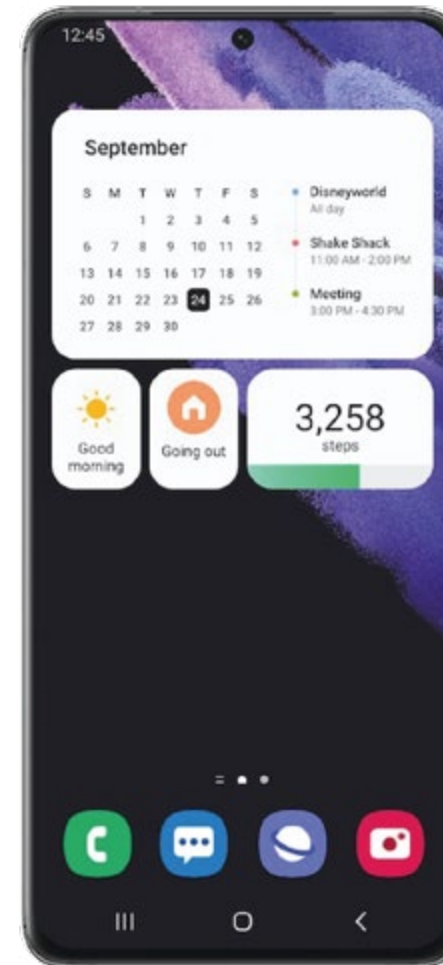 12:45
September
S M T W T F S
1 2 3 4 5
6 7 8 9 10 11 12
13 14 15 16 17 18 19
20 21 22 23 24 25 26
27 28 29 30
Disneyworld
All day
Shake Shack
11:00 AM - 2:00 PM
Meeting
3:00 PM - 4:30 PM
Good
morning
Going out
3,258
steps